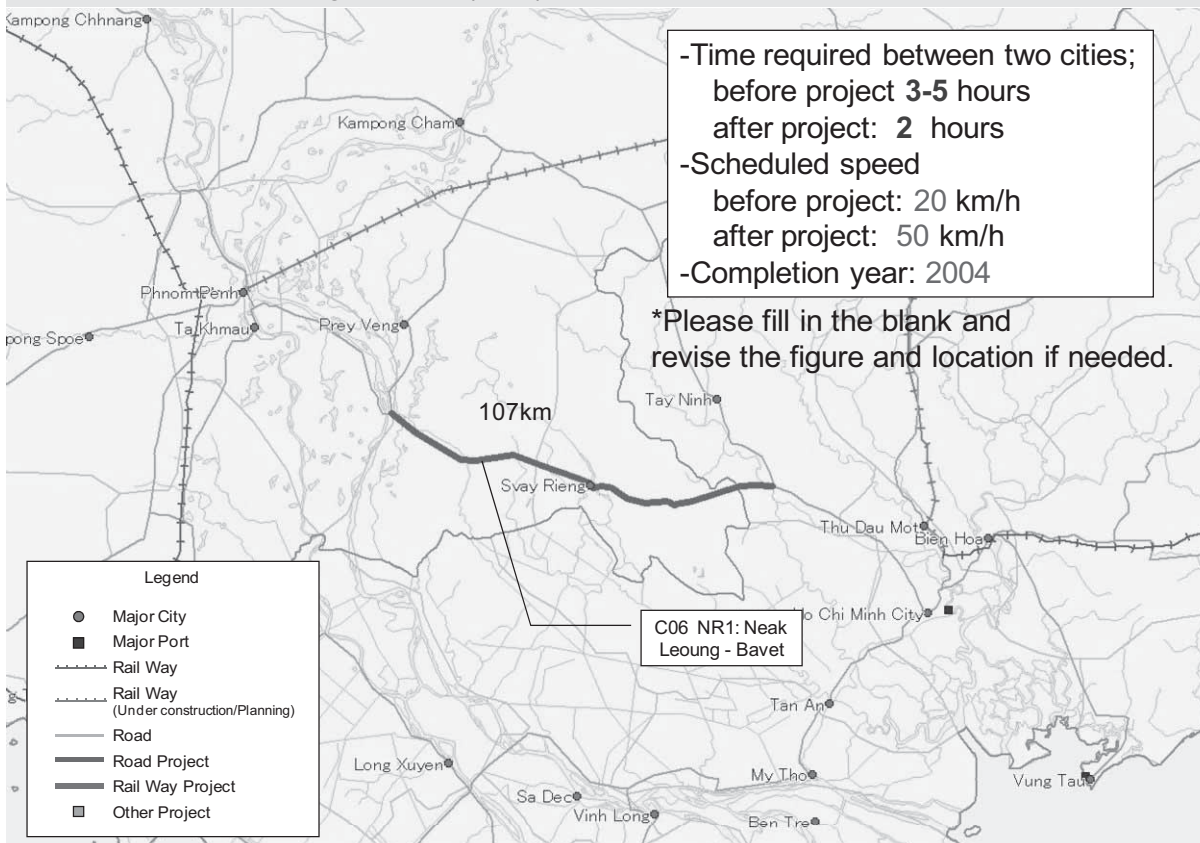 Kampong Chhnang
-Time required between two cities;
before project 3-5 hours
after project: 2 hours
-Scheduled speed
before project: 20 km/h
after project: 50 km/h
-Completion year: 2004
*Please fill in the blank and
revise the figure and location if needed.
Kampong Cham
Phnom Penh
Ta Khmau
Prey Veng
pong Spoe
Tay Ninh
107km
Svay Rieng
Thu Dau Mot
Bien Hoa
Ho Chi Minh City
C06 NR1: Neak
Leoung - Bavet
Tan An
Long Xuyen
My Tho
Vung Tau
Sa Dec
Vinh Long
Ben Tre
Legend
Major City
Major Port
Rail Way
Rail Way
(Under construction/Planning)
Road
Road Project
Rail Way Project
Other Project